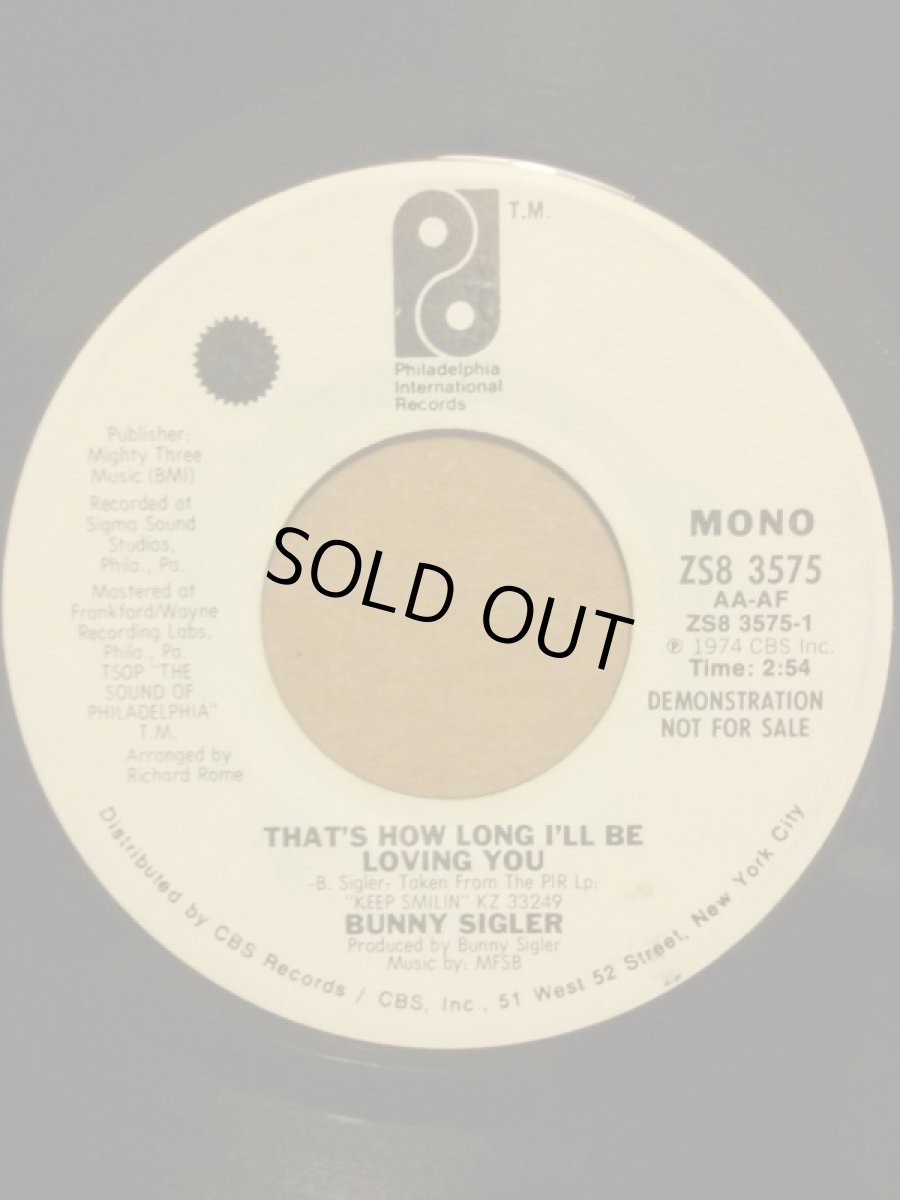 T.M.
Philadelphia
International
Records
Publisher:
Mighty Three
Music (BMI)
Recorded at
Sigma Sound
Studios,
Phila., Pa.
Mastered at
Frankford/Wayne
Recording Labs,
Phila., Pa.
TSOP "THE
SOUND OF
PHILADELPHIA"
T.M.
Arranged by
Richard Rome
MONO
ZS8 3575
AA-AF
ZS8 3575-1
℗ 1974 CBS Inc.
Time: 2:54
DEMONSTRATION
NOT FOR SALE
SOLD OUT
THAT'S HOW LONG I'LL BE
LOVING YOU
-B. Sigler- Taken From The PIR Lp:
"KEEP SMILIN" KZ 33249
BUNNY SIGLER
Produced by Bunny Sigler
Music by: MFSB
Distributed by CBS Records / CBS, Inc., 51 West 52 Street, New York City